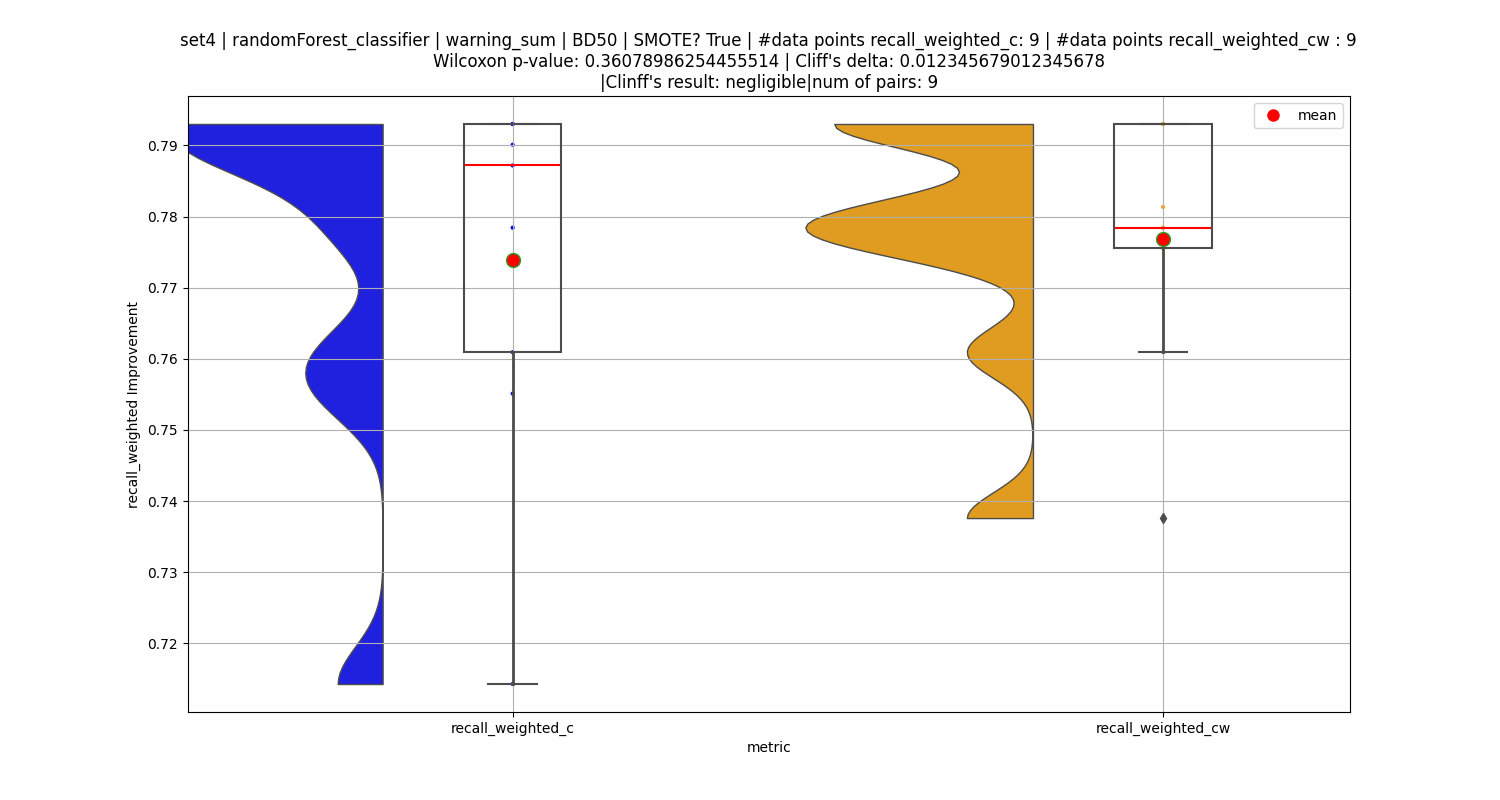 set4 | randomForest_classifier | warning_sum | BD50 | SMOTE? True | #data points recall_weighted_c: 9 | #data points recall_weighted_cw : 9
Wilcoxon p-value: 0.36078986254455514 | Cliff's delta: 0.012345679012345678
|Clinff's result: negligible|num of pairs: 9
mean
0.79
0.78
0.77
0.76
0.75
0.74
0.73
0.72
recall_weighted Improvement
recall_weighted_c
recall_weighted_cw
metric